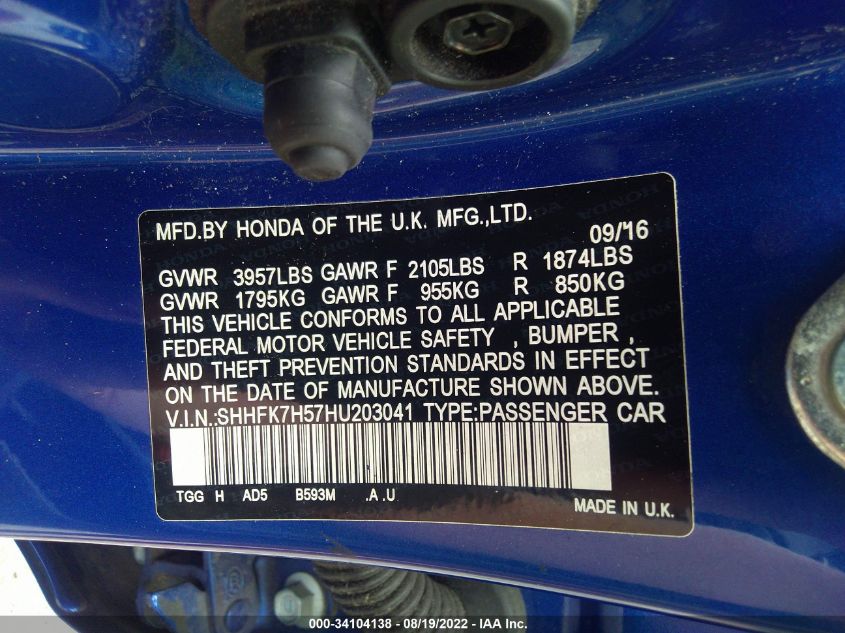 MFD.BY HONDA OF THE U.K. MFG.,LTD.
09/16
GVWR 3957LBS GAWR F 2105LBS R 1874LBS
GVWR 1795KG GAWR F 955KG R 850KG
THIS VEHICLE CONFORMS TO ALL APPLICABLE
FEDERAL MOTOR VEHICLE SAFETY , BUMPER ,
AND THEFT PREVENTION STANDARDS IN EFFECT
ON THE DATE OF MANUFACTURE SHOWN ABOVE.
V.I.N.:SHHFK7H57HU203041 TYPE:PASSENGER CAR
TGG H AD5 B593M .A .U
MADE IN U.K.
000-34104138 - 08/19/2022 - IAA Inc.